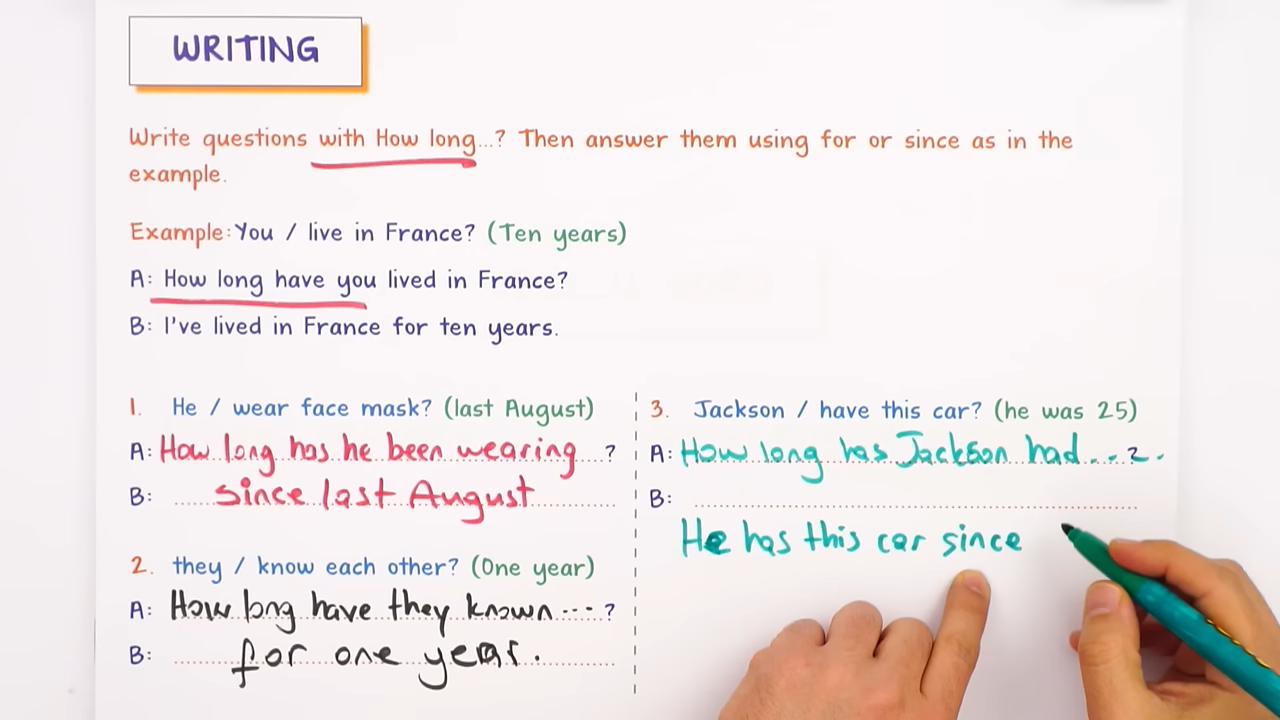 WRITING
Write questions with How long...? Then answer them using for or since as in the
example.
Example: You / live in France? (Ten years)
A: How long have you lived in France?
B: I've lived in France for ten years.
1. He / wear face mask? (last August)
A: How long has he been wearing ?
B: since last August
2. they / know each other? (One year)
A: How long have they known --- ?
B: for one year.
3. Jackson / have this car? (he was 25)
A: How long has Jackson had...?.
B:
He has this car since